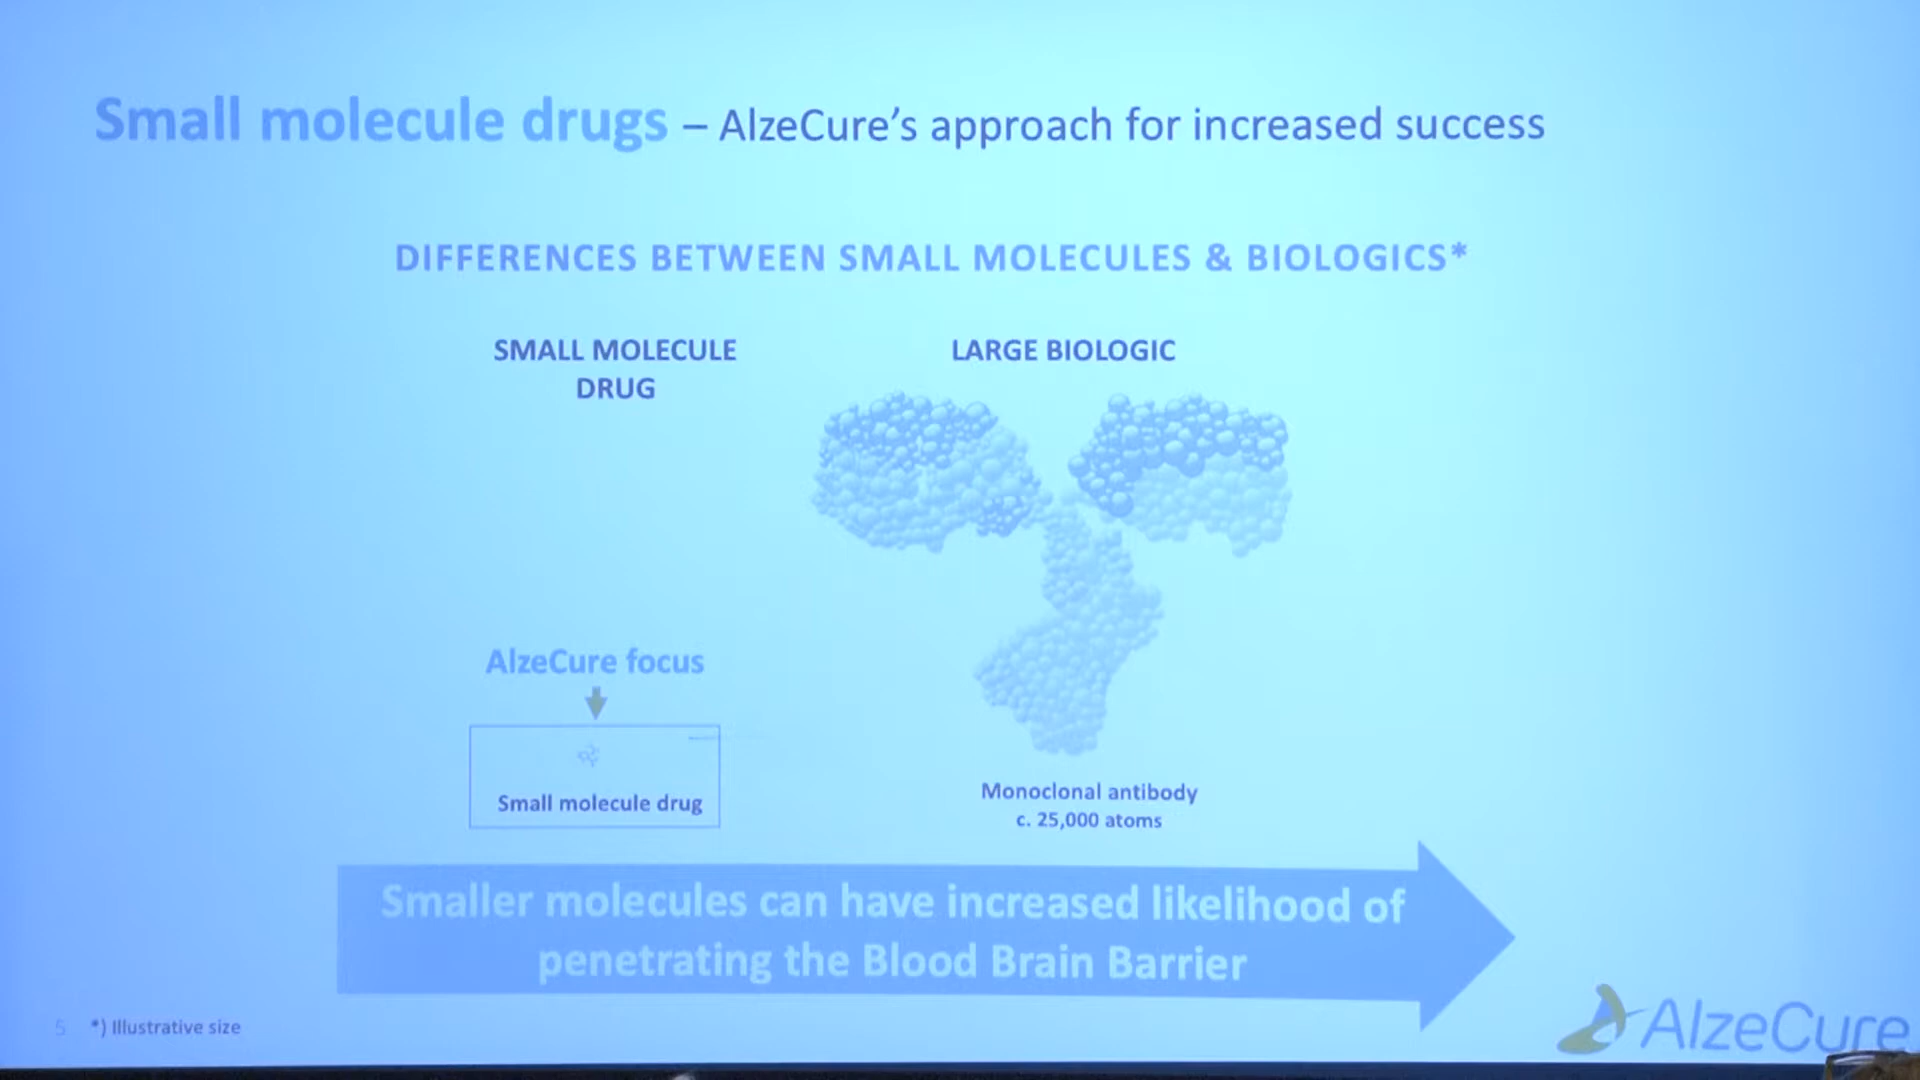 Small molecule drugs – AlzeCure's approach for increased success
DIFFERENCES BETWEEN SMALL MOLECULES & BIOLOGICS*
SMALL MOLECULE
DRUG
LARGE BIOLOGIC
AlzeCure focus
Small molecule drug
Monoclonal antibody
c. 25,000 atoms
Smaller molecules can have increased likelihood of
penetrating the Blood Brain Barrier
5 *) Illustrative size
AlzeCure